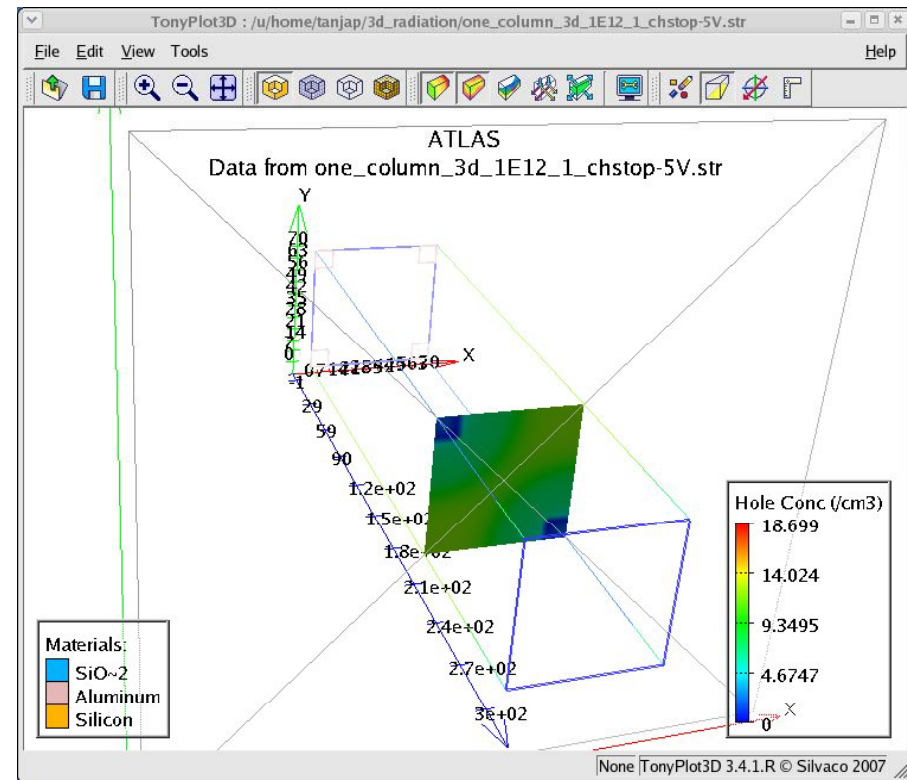 TonyPlot3D : /u/home/tanjap/3d_radiation/one_column_3d_1E12_1_chstop-5V.str
File Edit View Tools Help
ATLAS
Data from one_column_3d_1E12_1_chstop-5V.str
Y
70
63
56
49
42
35
28
21
14
7
0
X
-1
29
59
90
1.2e+02
1.5e+02
1.8e+02
2.1e+02
2.4e+02
2.7e+02
3e+02
Hole Conc (/cm3)
18.699
14.024
9.3495
4.6747
0
X
Materials:
SiO~2
Aluminum
Silicon
None TonyPlot3D 3.4.1.R © Silvaco 2007